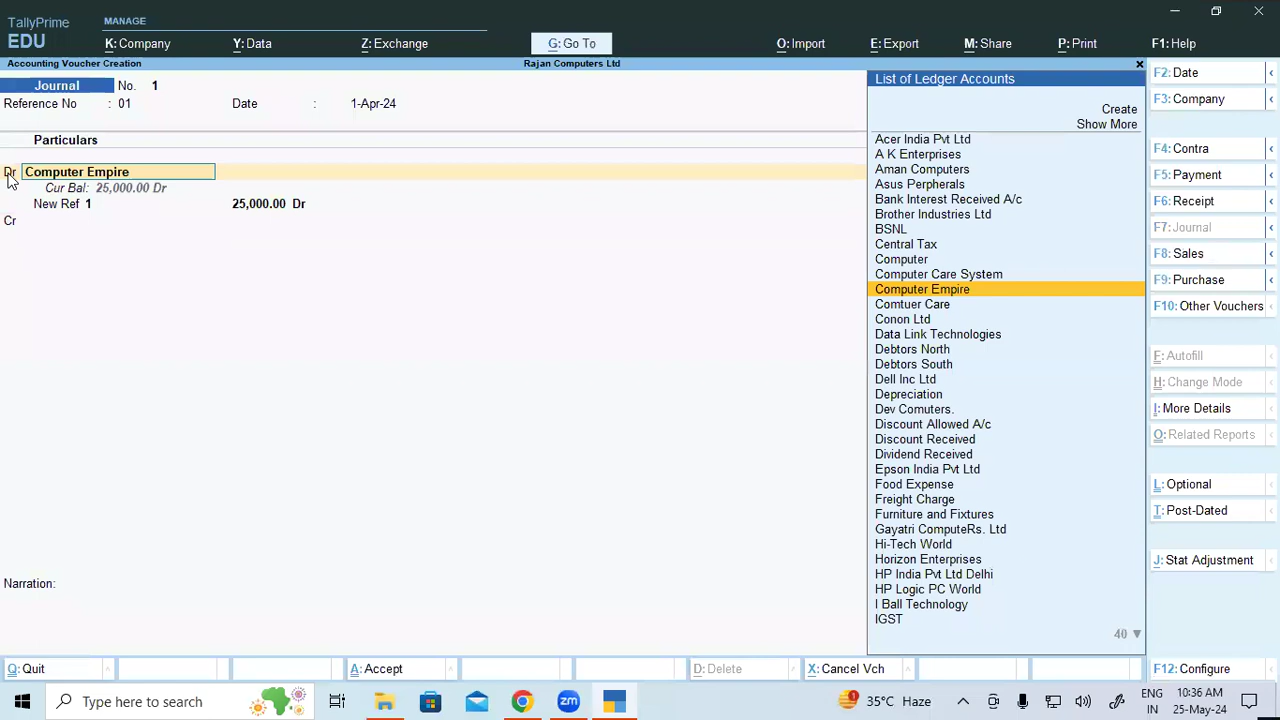 TallyPrime
EDU
MANAGE
K: Company
Y: Data
Z: Exchange
G: Go To
O: Import
E: Export
M: Share
P: Print
F1: Help
Accounting Voucher Creation
Rajan Computers Ltd
Journal No. 1
Reference No : 01 Date : 1-Apr-24
Particulars
Dr Computer Empire
Cur Bal: 25,000.00 Dr
New Ref 1 25,000.00 Dr
Cr
Narration:
List of Ledger Accounts
Create
Show More
Acer India Pvt Ltd
A K Enterprises
Aman Computers
Asus Perpherals
Bank Interest Received A/c
Brother Industries Ltd
BSNL
Central Tax
Computer
Computer Care System
Computer Empire
Comtuer Care
Conon Ltd
Data Link Technologies
Debtors North
Debtors South
Dell Inc Ltd
Depreciation
Dev Comuters.
Discount Allowed A/c
Discount Received
Dividend Received
Epson India Pvt Ltd
Food Expense
Freight Charge
Furniture and Fixtures
Gayatri ComputeRs. Ltd
Hi-Tech World
Horizon Enterprises
HP India Pvt Ltd Delhi
HP Logic PC World
I Ball Technology
IGST
40
F2: Date
F3: Company
F4: Contra
F5: Payment
F6: Receipt
F7: Journal
F8: Sales
F9: Purchase
F10: Other Vouchers
F: Autofill
H: Change Mode
I: More Details
O: Related Reports
L: Optional
T: Post-Dated
J: Stat Adjustment
Q: Quit
A: Accept
D: Delete
X: Cancel Vch
F12: Configure
Type here to search
35°C Haze
ENG
IN
10:36 AM
25-May-24